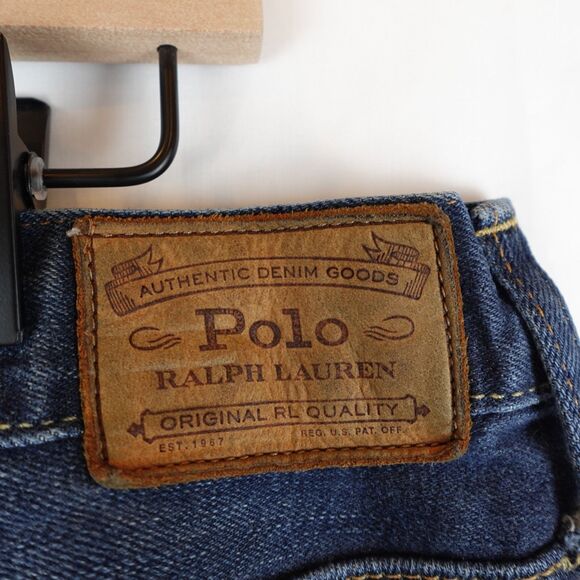 AUTHENTIC DENIM GOODS
Polo
RALPH LAUREN
ORIGINAL RL QUALITY
EST. 1967 REG. U.S. PAT. OFF.